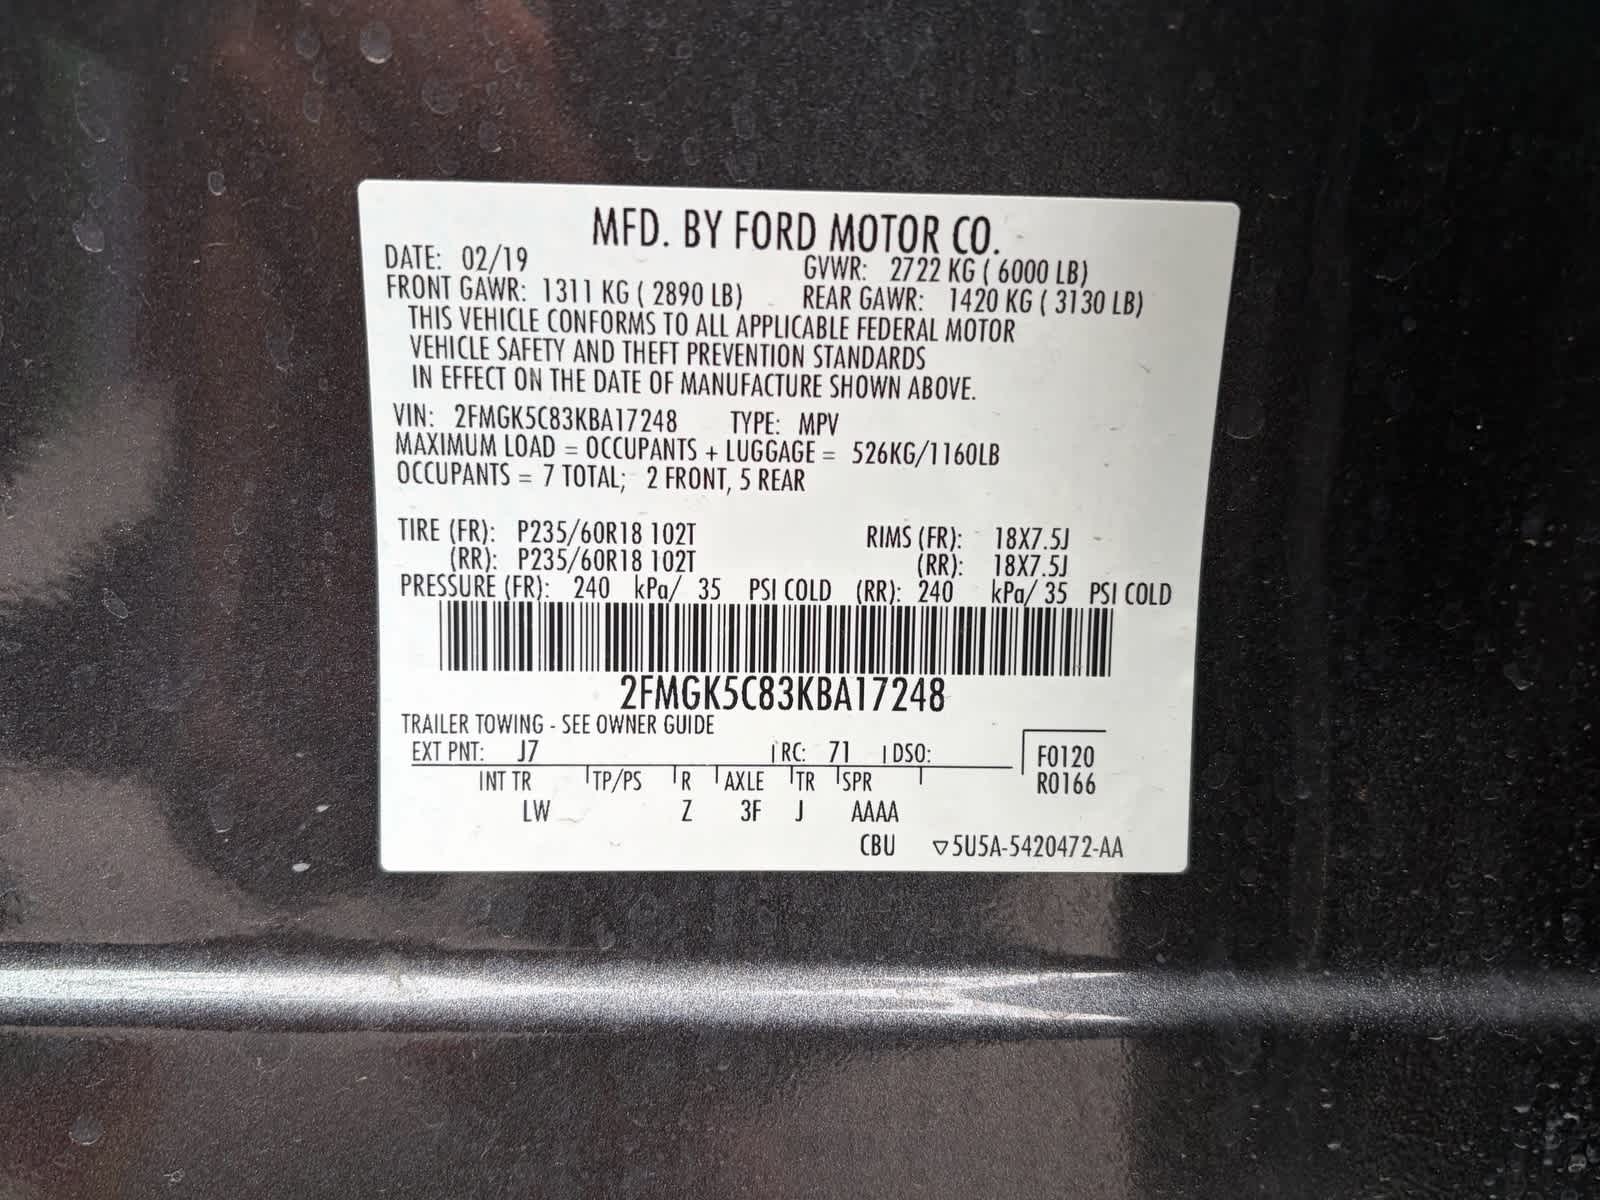 MFD. BY FORD MOTOR CO.
DATE: 02/19 GVWR: 2722 KG ( 6000 LB)
FRONT GAWR: 1311 KG ( 2890 LB) REAR GAWR: 1420 KG ( 3130 LB)
THIS VEHICLE CONFORMS TO ALL APPLICABLE FEDERAL MOTOR
VEHICLE SAFETY AND THEFT PREVENTION STANDARDS
IN EFFECT ON THE DATE OF MANUFACTURE SHOWN ABOVE.
VIN: 2FMGK5C83KBA17248 TYPE: MPV
MAXIMUM LOAD = OCCUPANTS + LUGGAGE = 526KG/1160LB
OCCUPANTS = 7 TOTAL; 2 FRONT, 5 REAR
TIRE (FR): P235/60R18 102T RIMS (FR): 18X7.5J
(RR): P235/60R18 102T (RR): 18X7.5J
PRESSURE (FR): 240 kPa/ 35 PSI COLD (RR): 240 kPa/ 35 PSI COLD
2FMGK5C83KBA17248
TRAILER TOWING - SEE OWNER GUIDE
EXT PNT: J7 RC: 71 DSO: F0120
INT TR TP/PS R AXLE TR SPR R0166
LW Z 3F J AAAA
CBU ▽5U5A-5420472-AA